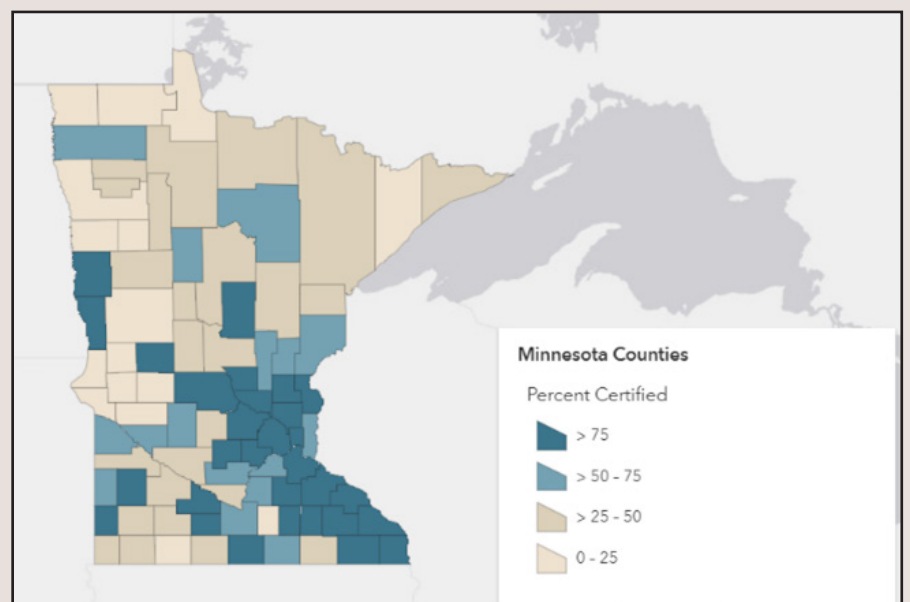 Minnesota Counties
Percent Certified
> 75
> 50 - 75
> 25 - 50
0 - 25